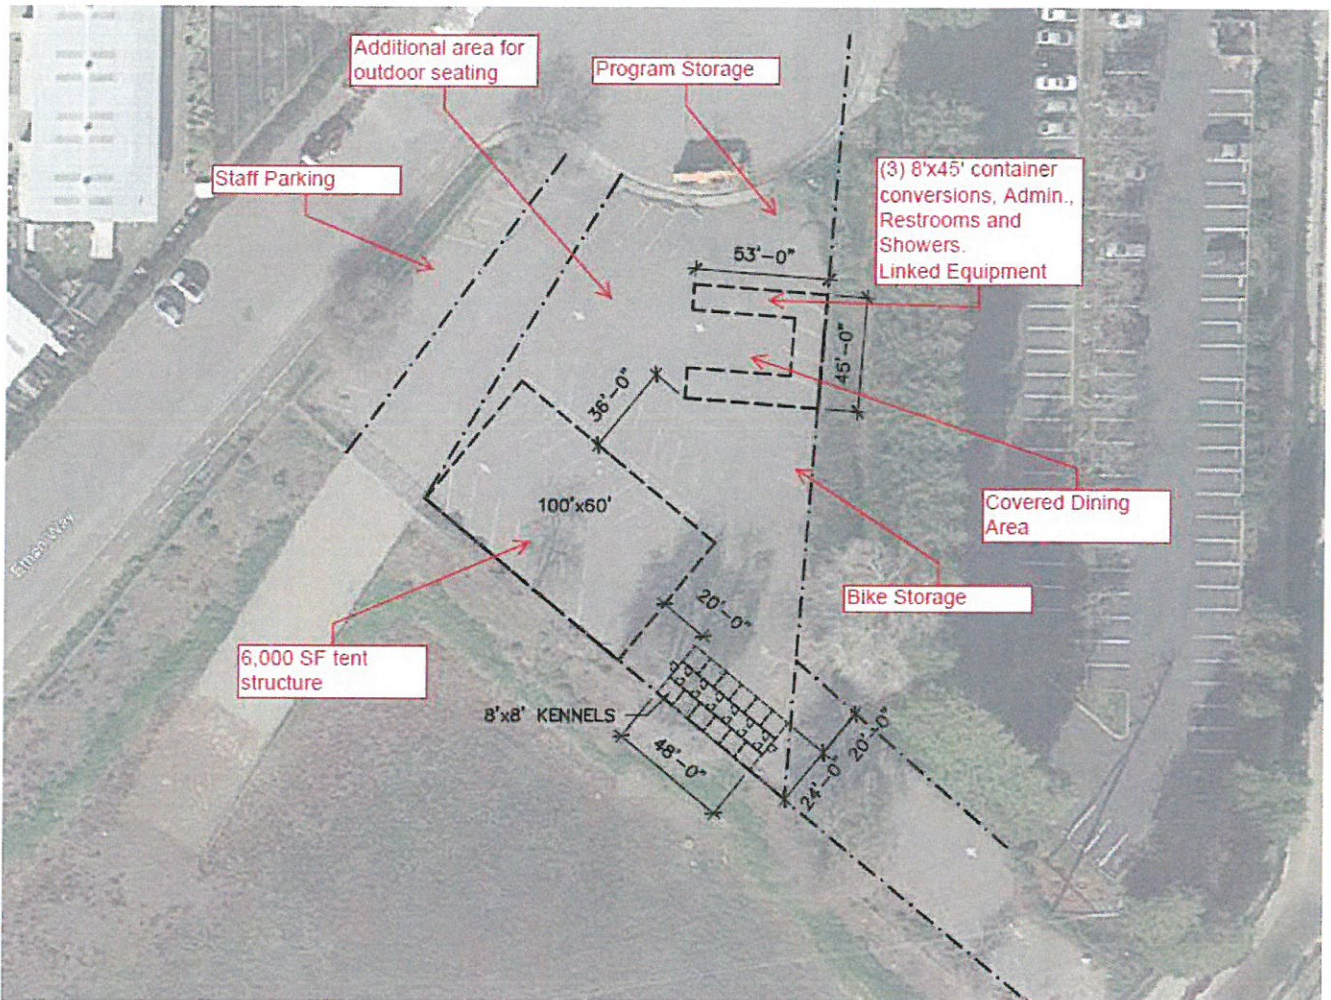 Additional area for
outdoor seating
Program Storage
Staff Parking
(3) 8'x45' container
conversions, Admin.,
Restrooms and
Showers.
Linked Equipment
53'-0"
45'-0"
36'-0"
100'x60'
Covered Dining
Area
Ethan Way
20'-0"
Bike Storage
6,000 SF tent
structure
8'x8' KENNELS
48'-0"
24'-0"
20'-0"